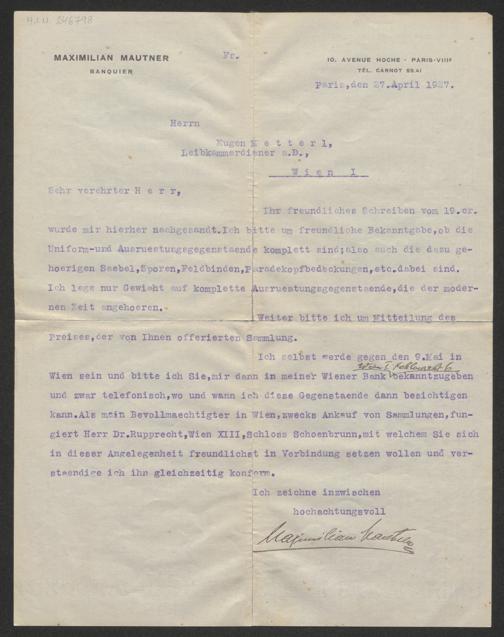 H.I.N. 246798
MAXIMILIAN MAUTNER
BANQUIER
Fr.
10, AVENUE HOCHE - PARIS-VIIIᵉ
TÉL. CARNOT 55.41
Paris,den 27.April 1927.
Herrn
Eugen K e t t e r l,
Leibkammerdiener a.D.,
W i e n I
Sehr verehrter H e r r,
Ihr freundliches Schreiben vom 19.cr.
wurde mir hierher nachgesandt.Ich bitte um freundliche Bekanntgabe,ob die
Uniform-und Ausruestungsgegenstaende komplett sind;also auch die dazu ge-
hoerigen Saebel,Sporen,Feldbinden,Paradekopfbedeckungen,etc.dabei sind.
Ich lege nur Gewicht auf komplette Ausruestungsgegenstaende,die der moder-
nen Zeit angehoeren.
Weiter bitte ich um Mitteilung des
Preises,der von Ihnen offerierten Sammlung.
Ich selbst werde gegen den 9.Mai in
Wien I, Kohlmarkt 6
Wien sein und bitte ich Sie,mir dann in meiner Wiener Bank bekanntzugeben
und zwar telefonisch,wo und wann ich diese Gegenstaende dann besichtigen
kann.Als mein Bevollmaechtigter in Wien,zwecks Ankauf von Sammlungen,fun-
giert Herr Dr.Rupprecht,Wien XIII,Schloss Schoenbrunn,mit welchem Sie sich
in dieser Angelegenheit freundlichst in Verbindung setzen wollen und ver-
staendige ich ihn gleichzeitig konform.
Ich zeichne inzwischen
hochachtungsvoll
Maximilian Mautner